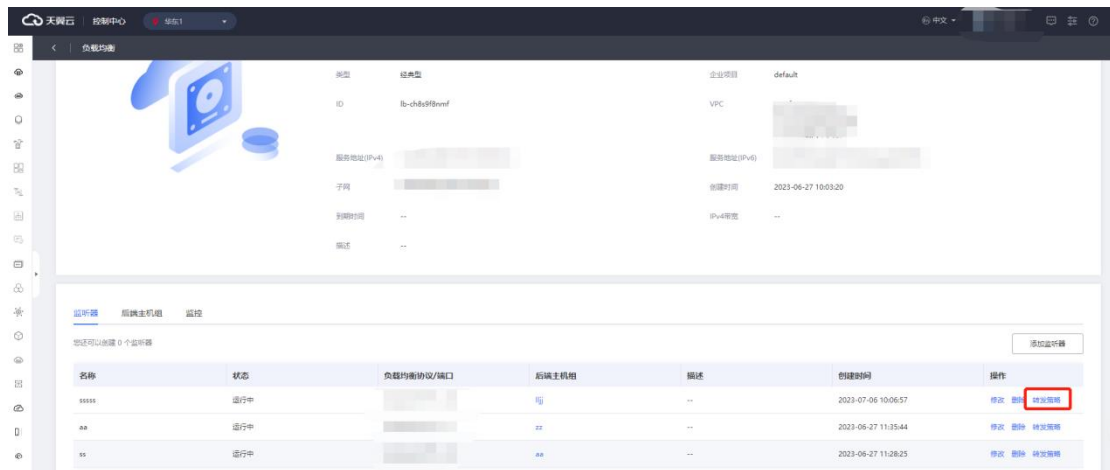 天翼云 控制中心 华东1 中文
负载均衡
类型 经典型 企业项目 default
ID lb-ch8s9f8nmf VPC
服务地址(IPv4) 服务地址(IPv6)
子网 创建时间 2023-06-27 10:03:20
到期时间 -- IPv4带宽 --
描述 --
监听器 后端主机组 监控
您还可以创建 0 个监听器 添加监听器
名称 状态 负载均衡协议/端口 后端主机组 描述 创建时间 操作
sssss 运行中 -- 2023-07-06 10:06:57 修改 删除 转发策略
aa 运行中 zz -- 2023-06-27 11:35:44 修改 删除 转发策略
ss 运行中 aa -- 2023-06-27 11:28:25 修改 删除 转发策略